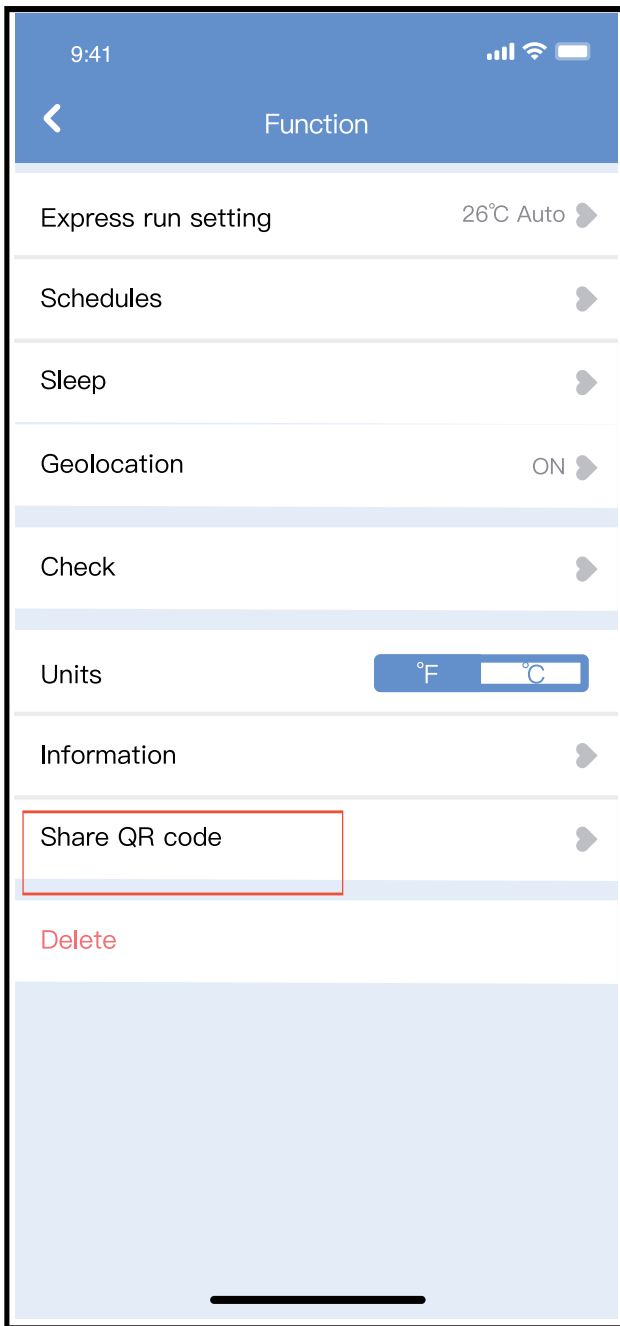 9:41
Function
Express run setting 26℃ Auto
Schedules
Sleep
Geolocation ON
Check
Units ℉ ℃
Information
Share QR code
Delete